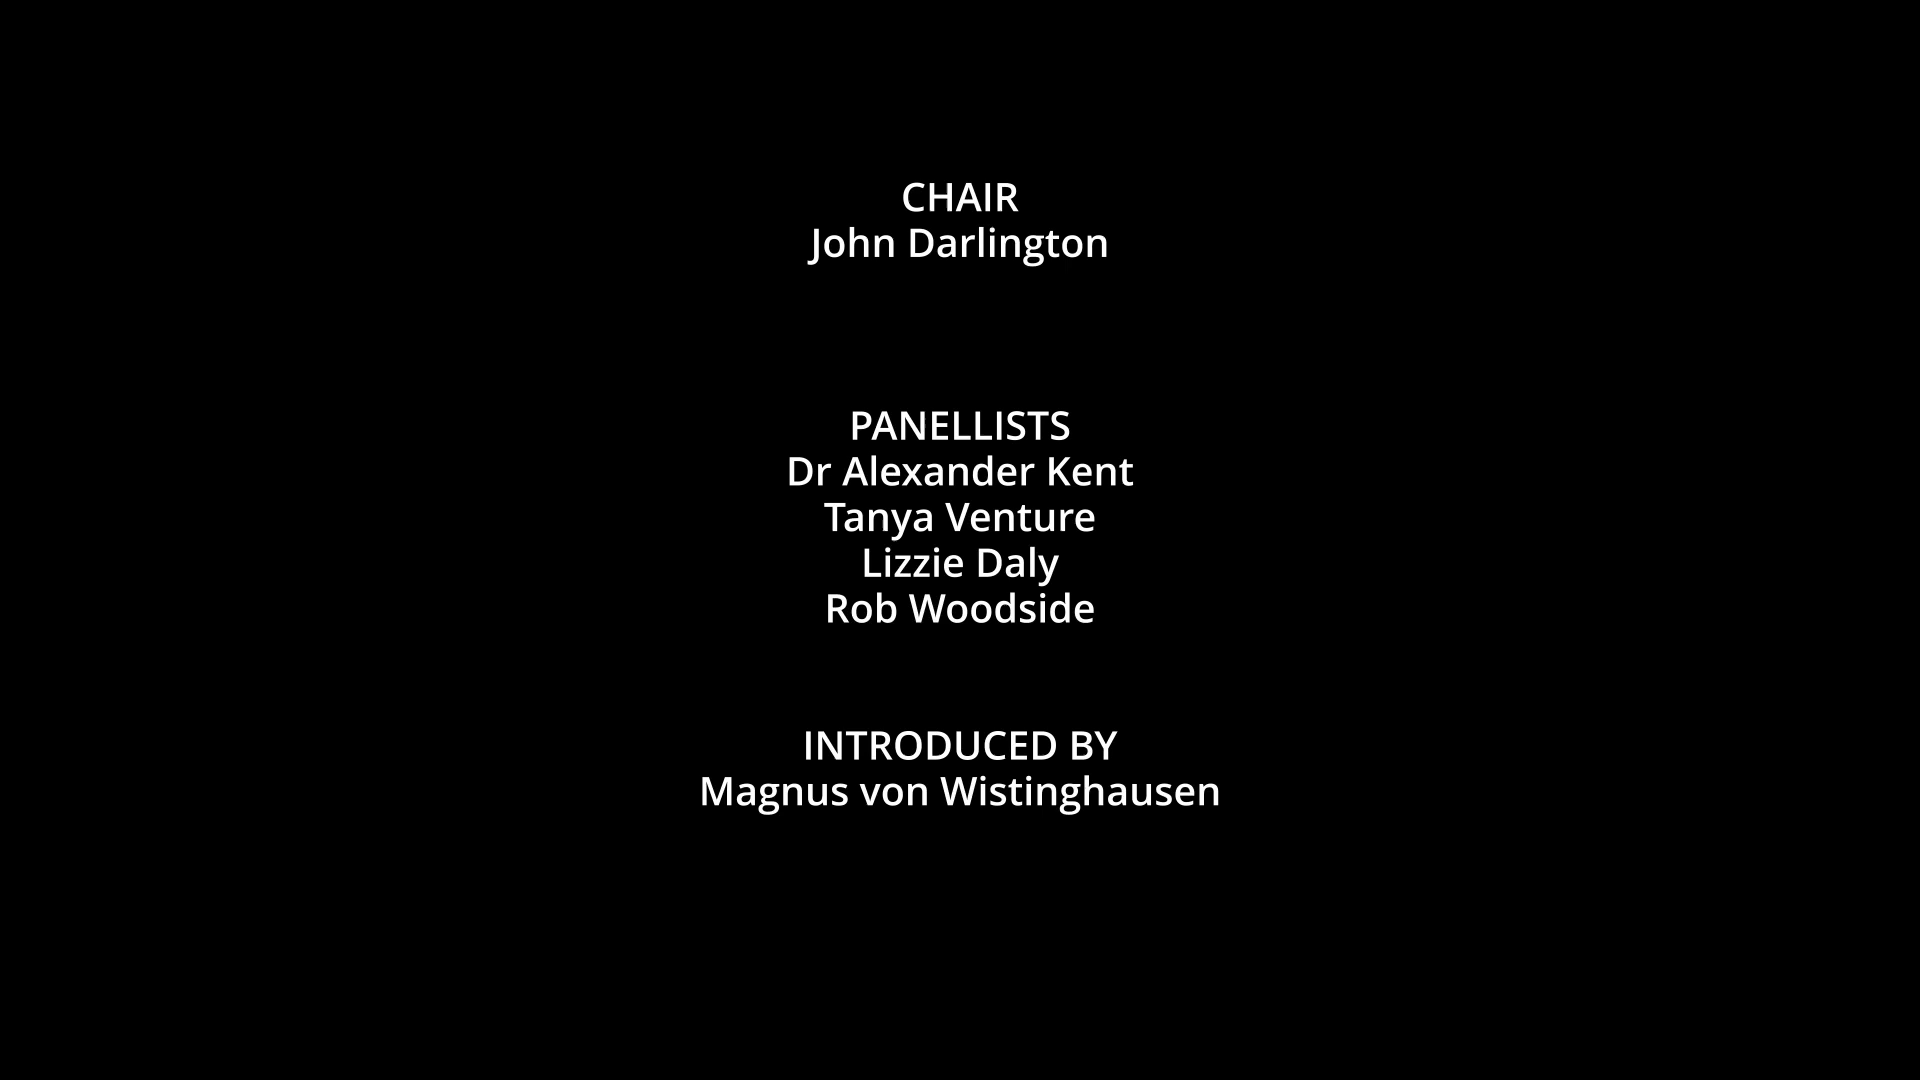 CHAIR
John Darlington
PANELLISTS
Dr Alexander Kent
Tanya Venture
Lizzie Daly
Rob Woodside
INTRODUCED BY
Magnus von Wistinghausen